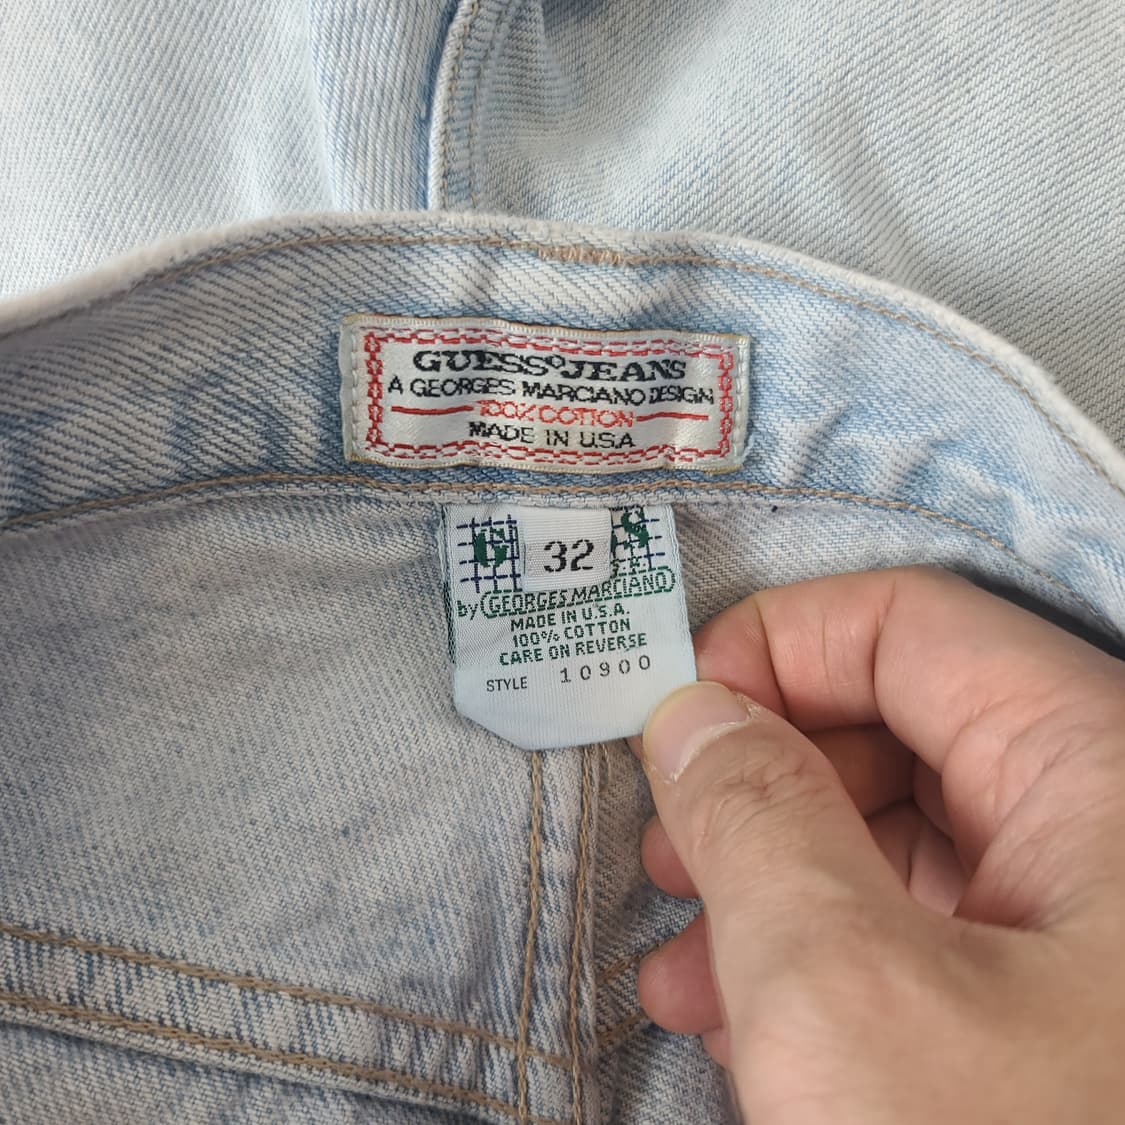 GUESS° JEANS
A GEORGES MARCIANO DESIGN
100% COTTON
MADE IN U.S.A
G 32 S
by GEORGES MARCIANO
MADE IN U.S.A.
100% COTTON
CARE ON REVERSE
STYLE 10900